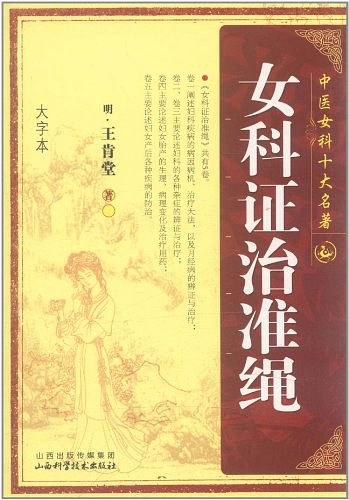 中医女科十大名著
女科证治准绳
●《女科证治准绳》共有5卷。
卷一阐述妇科疾病的病因病机、治疗大法，以及月经病的辨证与治疗；
卷二、卷三主要论述妇科的各种杂症的辨证与治疗；
卷四主要论述妇女胎产的生理、病理变化及治疗用药；
卷五主要论述妇女产后各种疾病的防治。
明·王肯堂 著
大字本
山西出版传媒集团
山西科学技术出版社